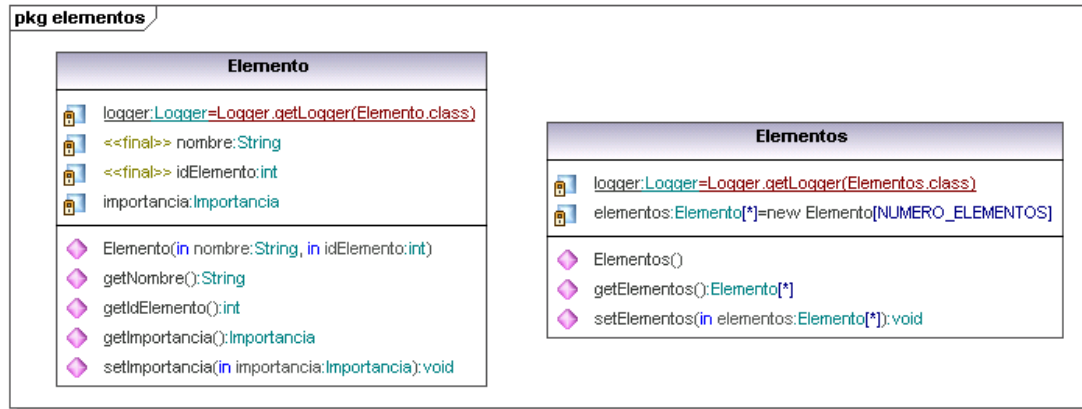 pkg elementos
Elemento
logger:Logger=Logger.getLogger(Elemento.class)
<<final>> nombre:String
<<final>> idElemento:int
importancia:Importancia
Elemento(in nombre:String, in idElemento:int)
getNombre():String
getIdElemento():int
getImportancia():Importancia
setImportancia(in importancia:Importancia):void
Elementos
logger:Logger=Logger.getLogger(Elementos.class)
elementos:Elemento[*]=new Elemento[NUMERO_ELEMENTOS]
Elementos()
getElementos():Elemento[*]
setElementos(in elementos:Elemento[*]):void